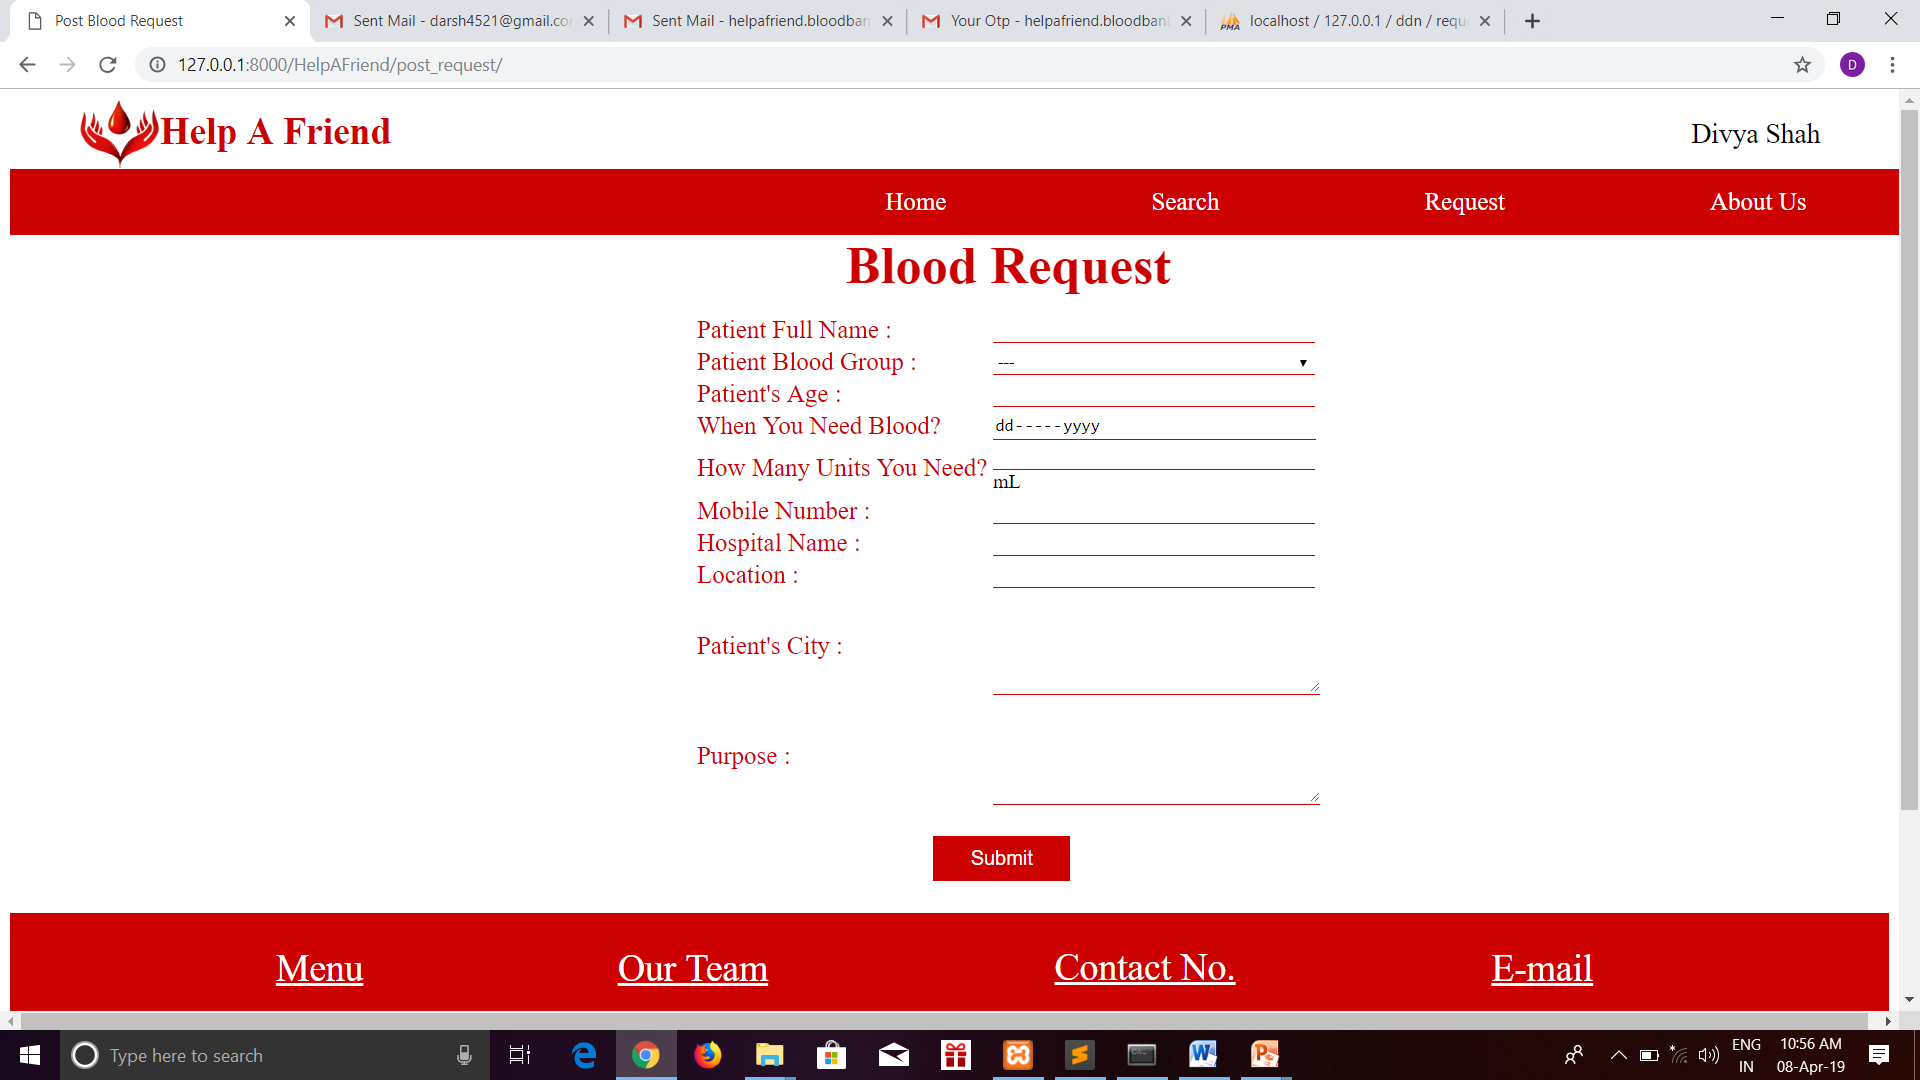 Post Blood Request
Sent Mail - darsh4521@gmail.co
Sent Mail - helpafriend.bloodban
Your Otp - helpafriend.bloodban
localhost / 127.0.0.1 / ddn / requ
127.0.0.1:8000/HelpAFriend/post_request/
D
Help A Friend
Divya Shah
Home Search Request About Us
Blood Request
Patient Full Name :
Patient Blood Group : ---
Patient's Age :
When You Need Blood? dd-----yyyy
How Many Units You Need?
mL
Mobile Number :
Hospital Name :
Location :
Patient's City :
Purpose :
Submit
Menu Our Team Contact No. E-mail
Type here to search
ENG
IN
10:56 AM
08-Apr-19